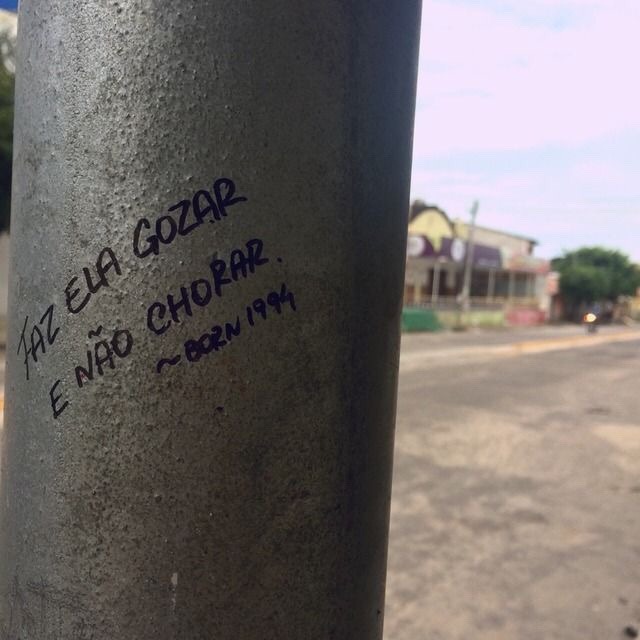 FAZ ELA GOZAR
E NÃO CHORAR.
~BORN 1994